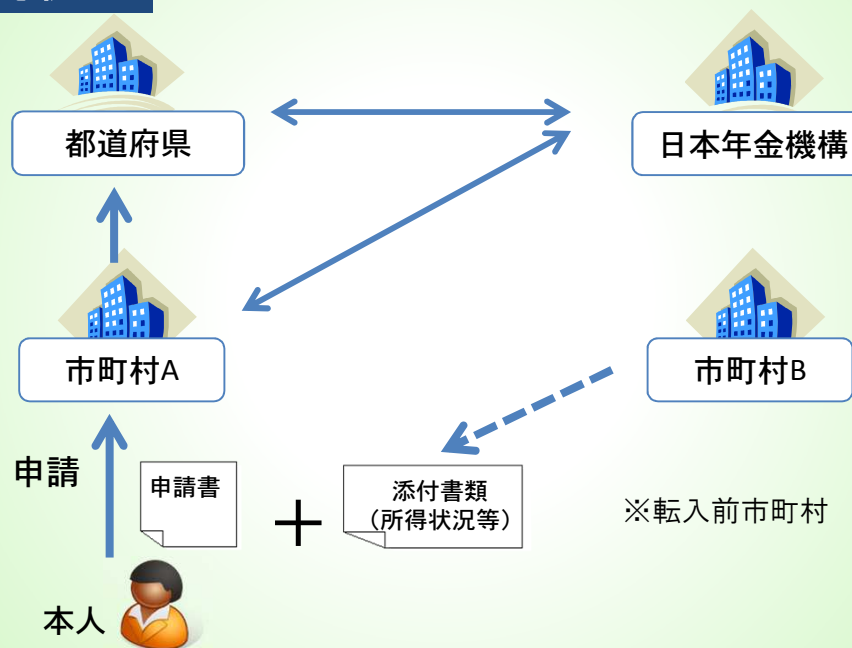 都道府県
日本年金機構
市町村A
市町村B
申請
申請書
＋
添付書類
（所得状況等）
※転入前市町村
本人